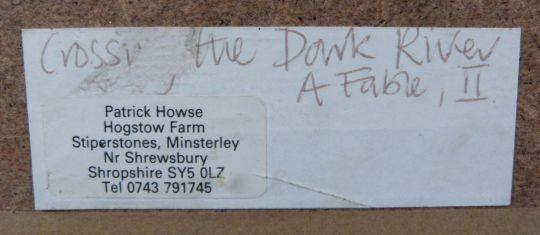 Crossi , the Dark River
A Fable, II
Patrick Howse
Hogstow Farm
Stiperstones, Minsterley
Nr Shrewsbury
Shropshire SY5 0LZ
Tel 0743 791745